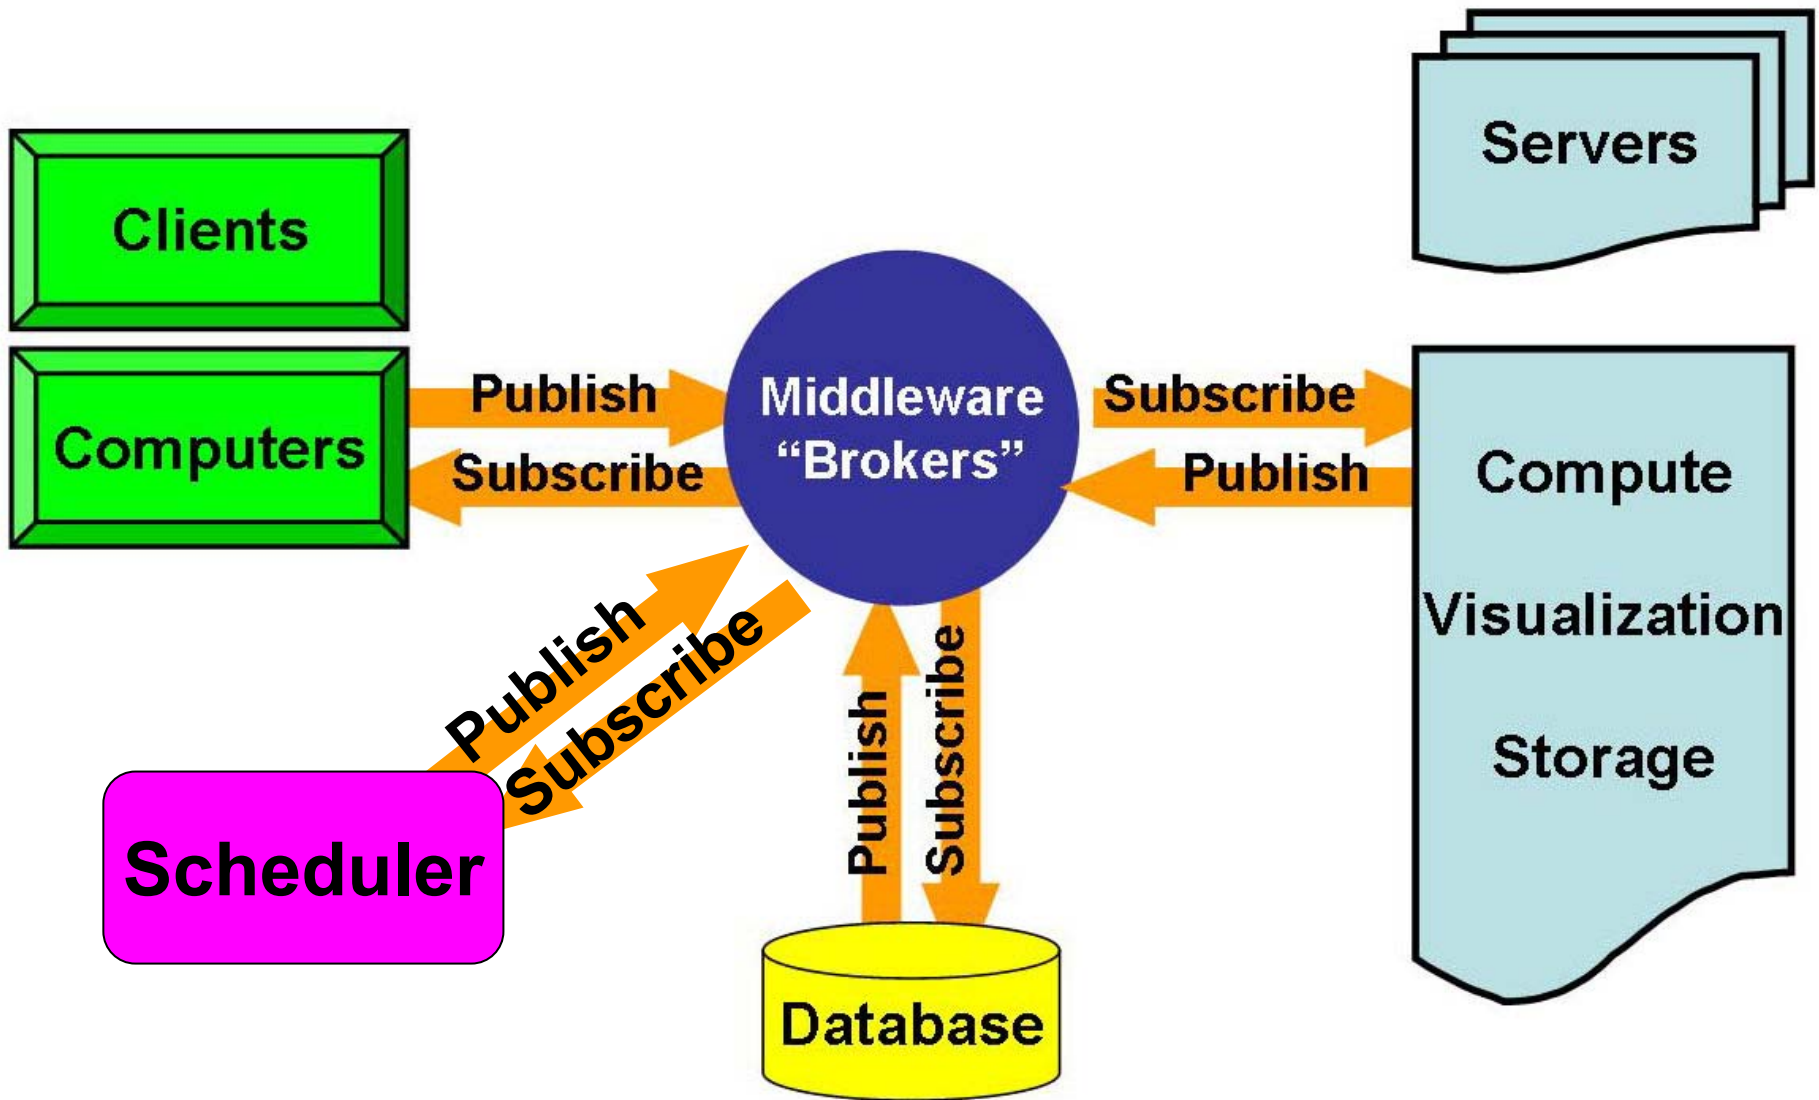 Servers
Clients
Computers
Publish
Subscribe
Middleware
“Brokers”
Subscribe
Publish
Compute
Visualization
Storage
Publish
Subscribe
Scheduler
Publish
Subscribe
Database